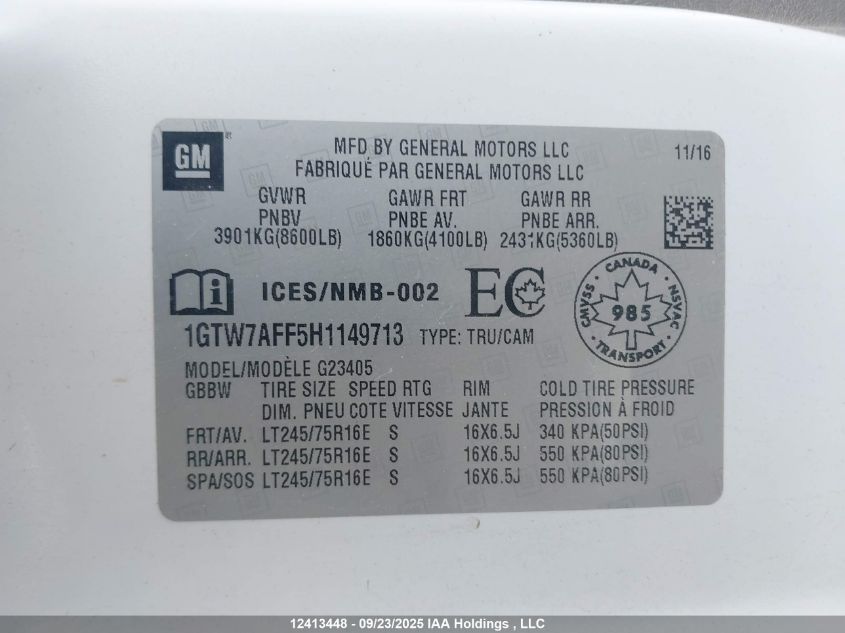 GM
MFD BY GENERAL MOTORS LLC
FABRIQUÉ PAR GENERAL MOTORS LLC
11/16
GVWR GAWR FRT GAWR RR
PNBV PNBE AV. PNBE ARR.
3901KG(8600LB) 1860KG(4100LB) 2431KG(5360LB)
i ICES/NMB-002 EC
CANADA
CMVSS 985 NSVAC
TRANSPORT
1GTW7AFF5H1149713 TYPE: TRU/CAM
MODEL/MODÈLE G23405
GBBW TIRE SIZE SPEED RTG RIM COLD TIRE PRESSURE
DIM. PNEU COTE VITESSE JANTE PRESSION À FROID
FRT/AV. LT245/75R16E S 16X6.5J 340 KPA(50PSI)
RR/ARR. LT245/75R16E S 16X6.5J 550 KPA(80PSI)
SPA/SOS LT245/75R16E S 16X6.5J 550 KPA(80PSI)
12413448 - 09/23/2025 IAA Holdings , LLC